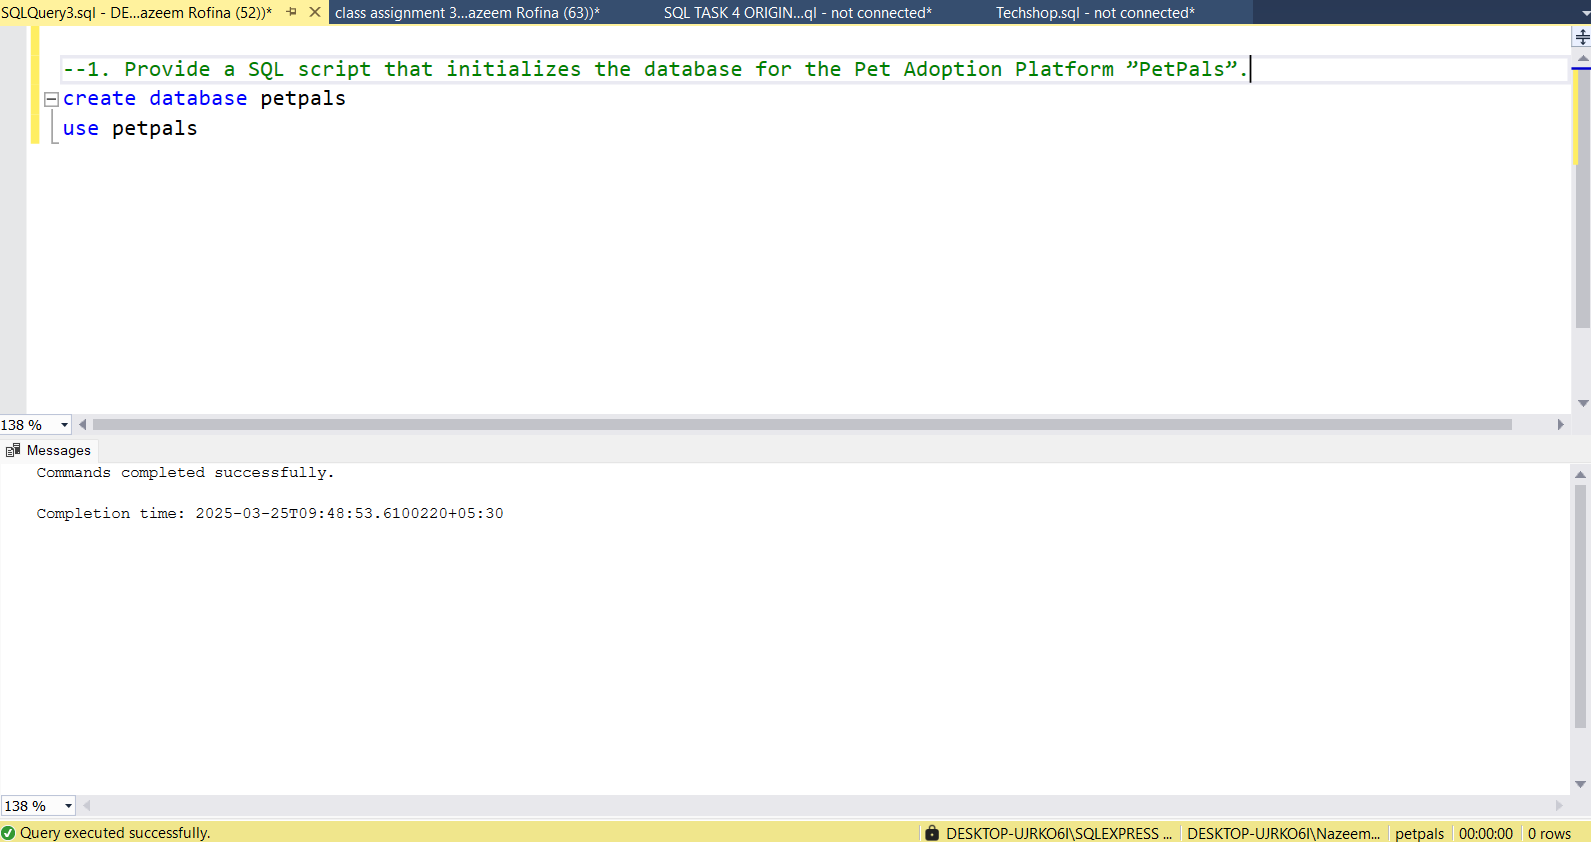 SQLQuery3.sql - DE...azeem Rofina (52))* class assignment 3...azeem Rofina (63))* SQL TASK 4 ORIGIN...ql - not connected* Techshop.sql - not connected*
--1. Provide a SQL script that initializes the database for the Pet Adoption Platform ”PetPals”.
create database petpals
use petpals
138 %
Messages
Commands completed successfully.
Completion time: 2025-03-25T09:48:53.6100220+05:30
138 %
Query executed successfully. DESKTOP-UJRKO6I\SQLEXPRESS ... DESKTOP-UJRKO6I\Nazeem... petpals 00:00:00 0 rows